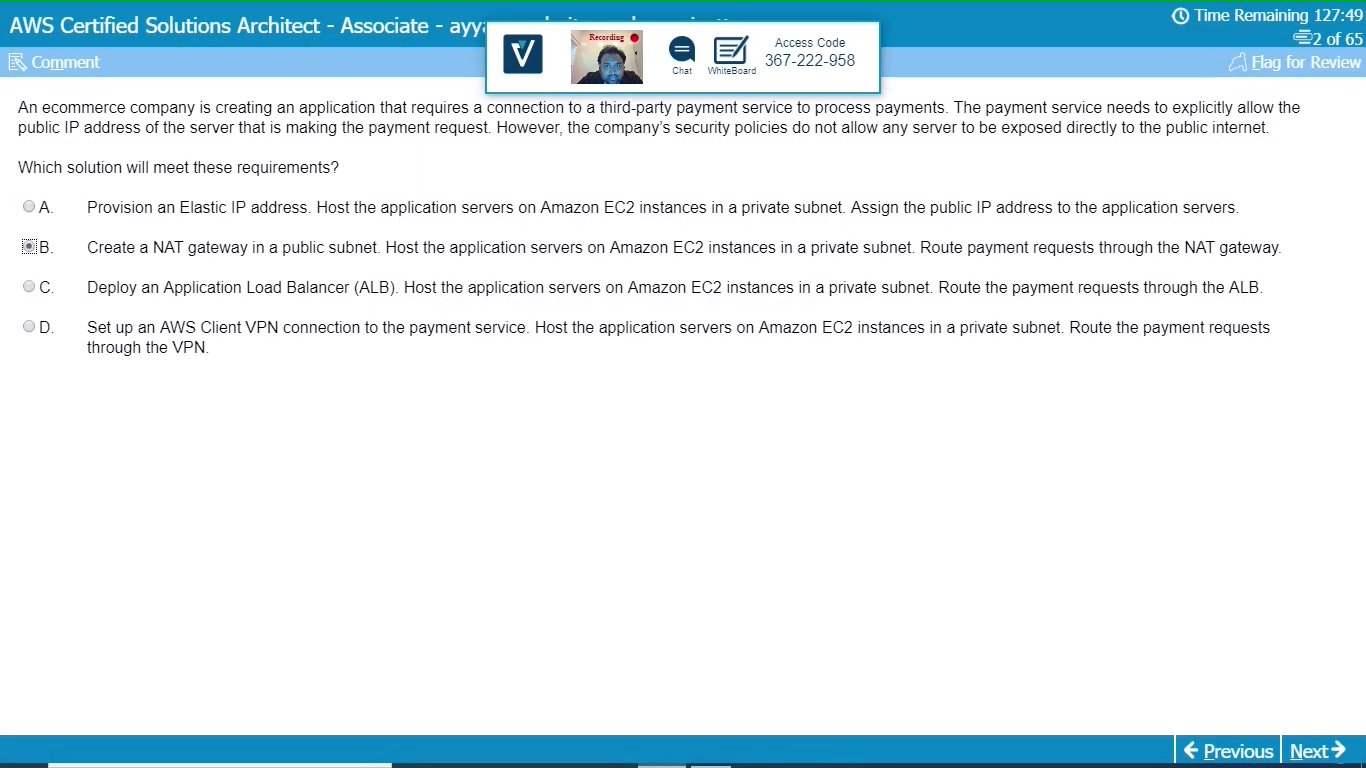 AWS Certified Solutions Architect - Associate - ayya
Time Remaining 127:49
2 of 65
Comment
Flag for Review
Recording
Chat
WhiteBoard
Access Code
367-222-958
An ecommerce company is creating an application that requires a connection to a third-party payment service to process payments. The payment service needs to explicitly allow the
public IP address of the server that is making the payment request. However, the company's security policies do not allow any server to be exposed directly to the public internet.
Which solution will meet these requirements?
A. Provision an Elastic IP address. Host the application servers on Amazon EC2 instances in a private subnet. Assign the public IP address to the application servers.
B. Create a NAT gateway in a public subnet. Host the application servers on Amazon EC2 instances in a private subnet. Route payment requests through the NAT gateway.
C. Deploy an Application Load Balancer (ALB). Host the application servers on Amazon EC2 instances in a private subnet. Route the payment requests through the ALB.
D. Set up an AWS Client VPN connection to the payment service. Host the application servers on Amazon EC2 instances in a private subnet. Route the payment requests
through the VPN.
Previous
Next